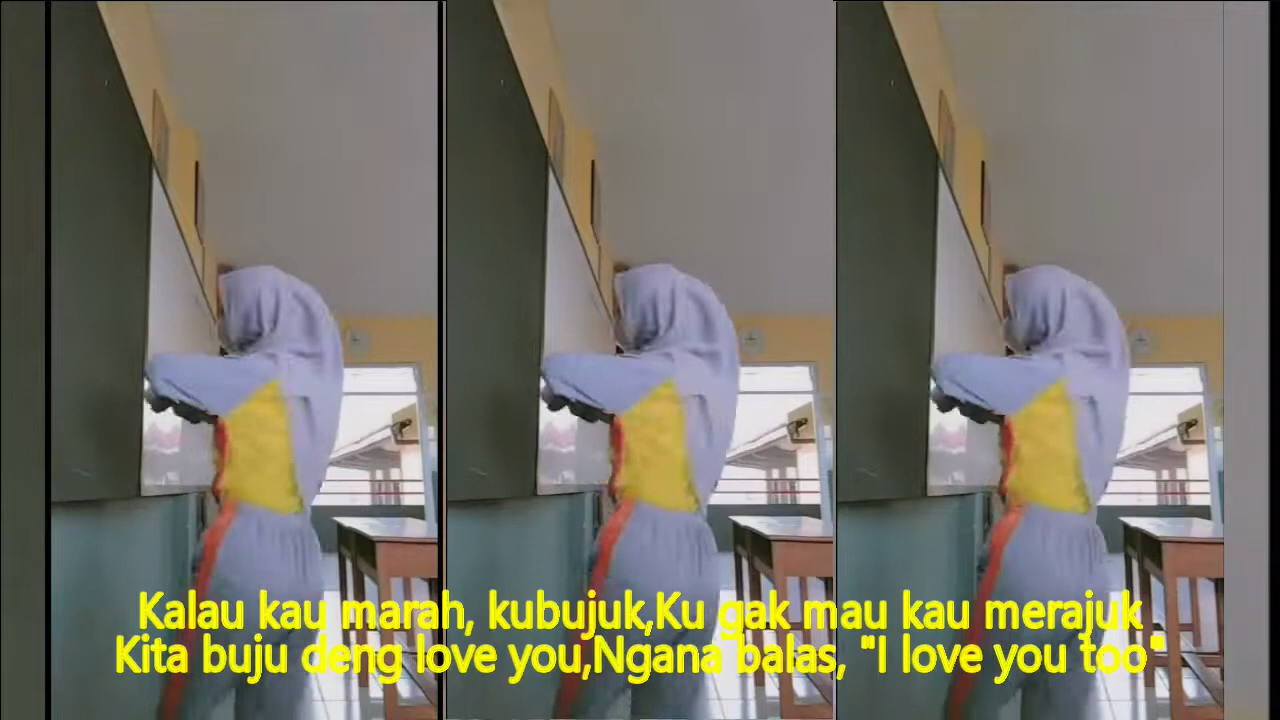 Kalau kau marah, kubujuk,Ku gak mau kau merajuk
Kita buju deng love you,Ngana balas, "I love you too"